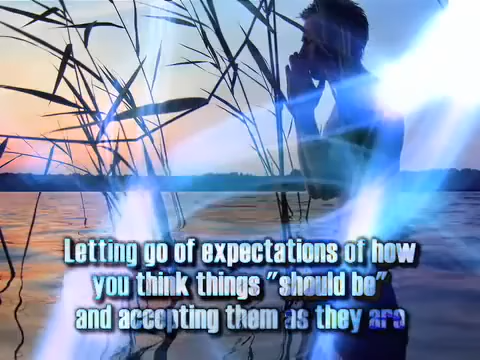 Letting go of expectations of how
you think things "should be"
and accepting them as they are